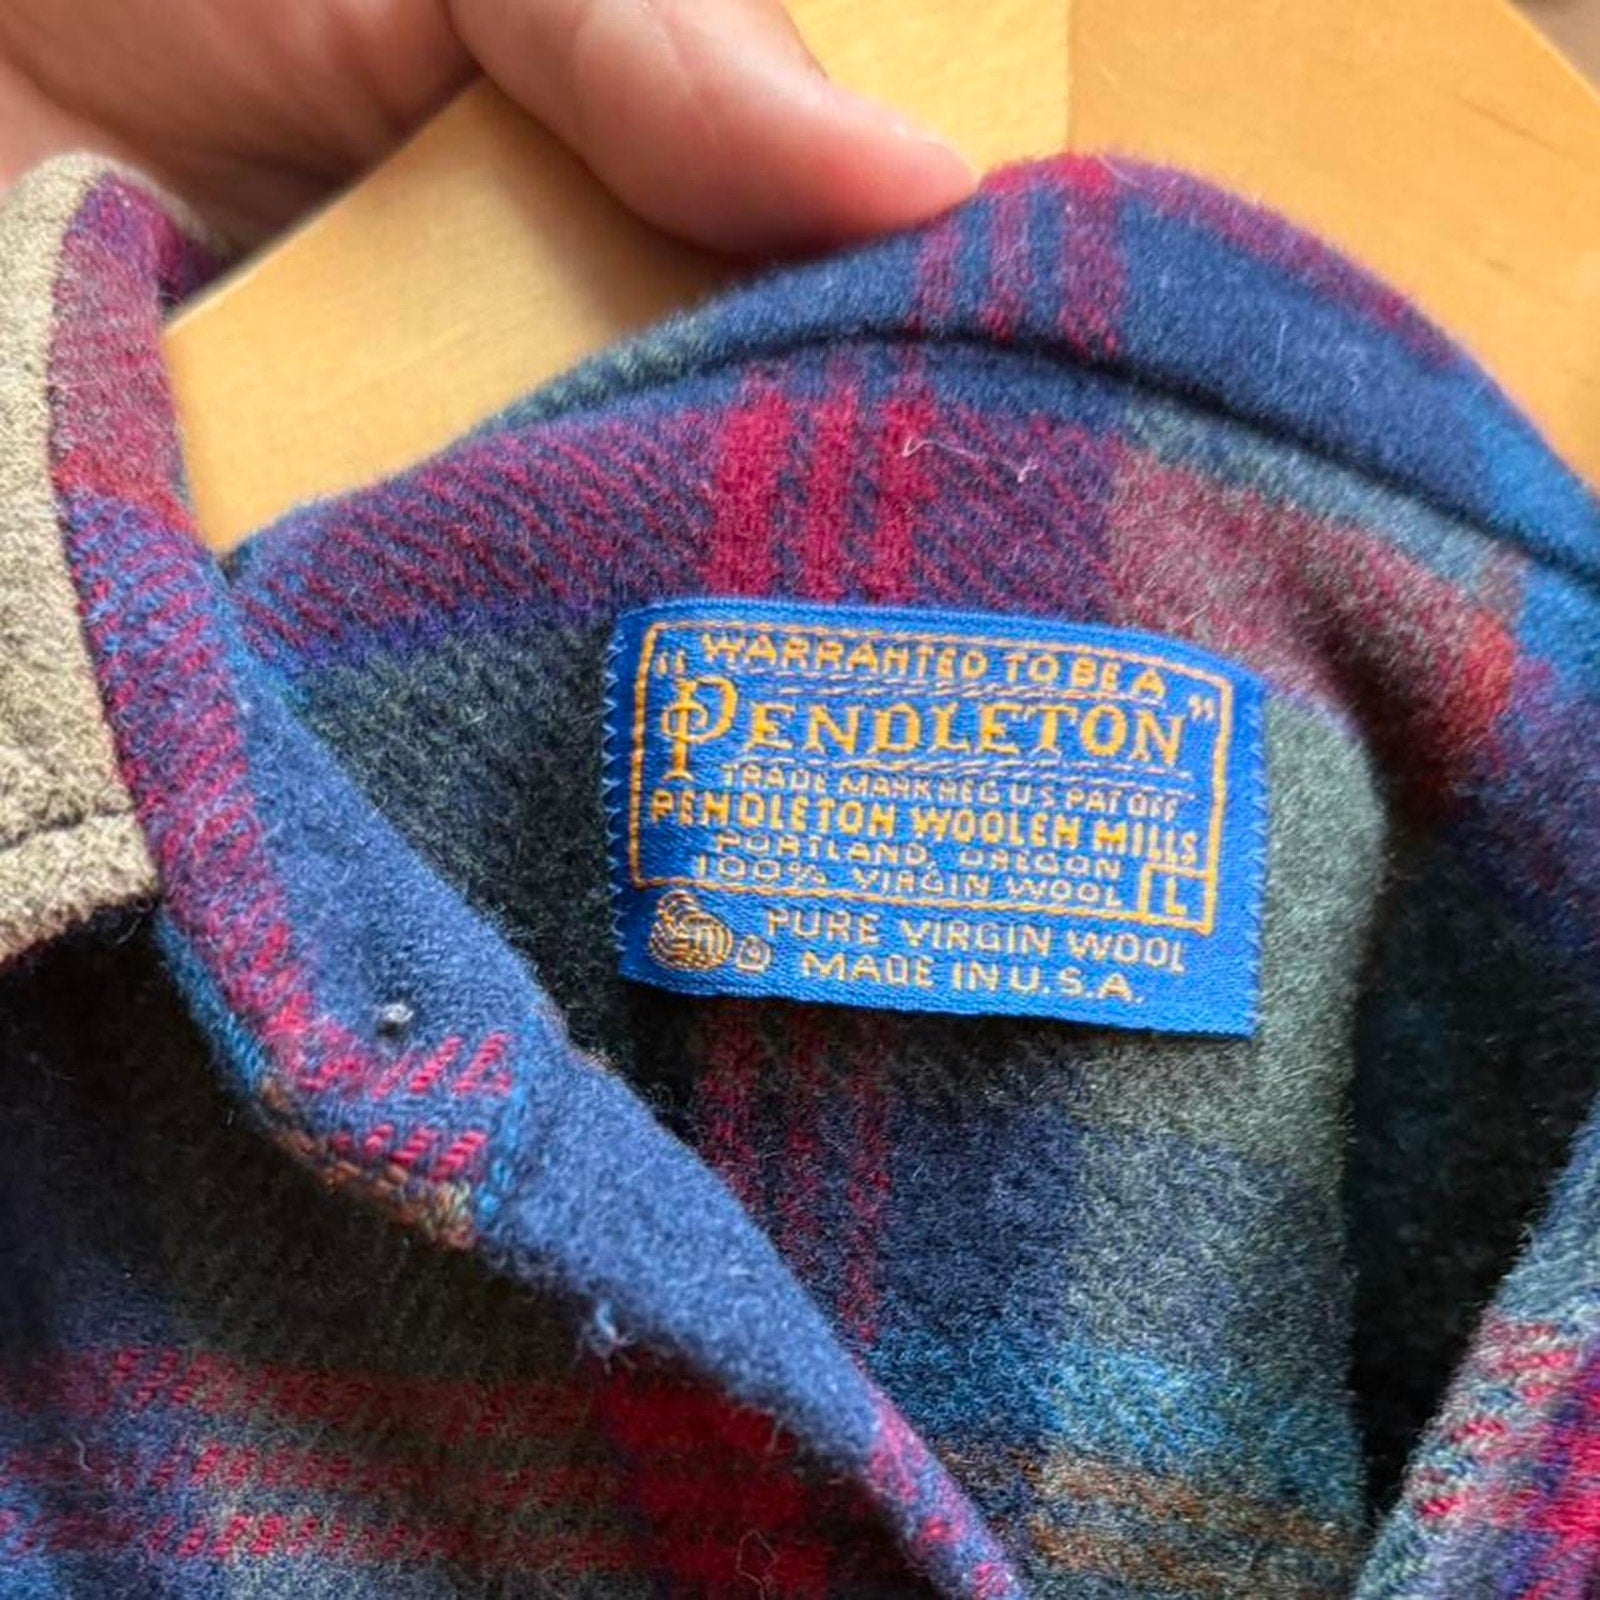 WARRANTED TO BE A
"PENDLETON"
TRADE MARK REG U.S. PAT OFF
PENDLETON WOOLEN MILLS
PORTLAND, OREGON
100% VIRGIN WOOL L
PURE VIRGIN WOOL
MADE IN U.S.A.